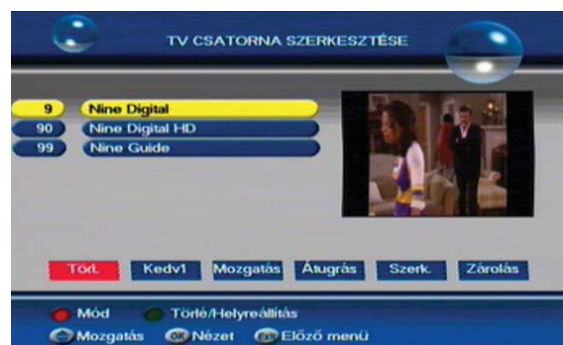 TV CSATORNA SZERKESZTÉSE
9 Nine Digital
90 Nine Digital HD
99 Nine Guide
Törl. Kedv1 Mozgatás Átugrás Szerk. Zárolás
Mód Törlé/Helyreállítás
Mozgatás OK Nézet EXIT Előző menü